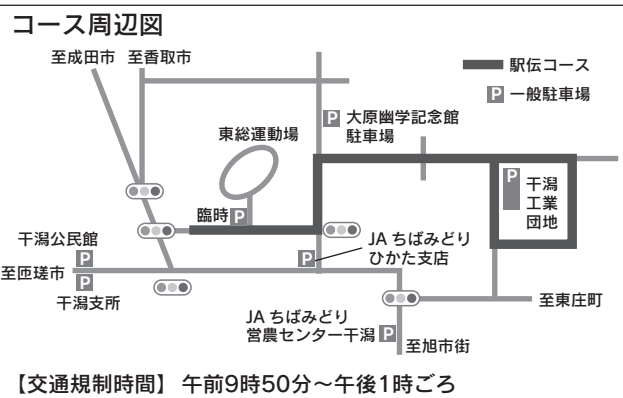 コース周辺図
至成田市 至香取市
駅伝コース
P 一般駐車場
P 大原幽学記念館
駐車場
東総運動場
P 干潟
工業
団地
臨時 P
干潟公民館
P
JA ちばみどり
ひかた支店
P
至匝瑳市
P
干潟支所
至東庄町
JA ちばみどり
営農センター干潟 P
至旭市街
【交通規制時間】 午前9時50分〜午後1時ごろ